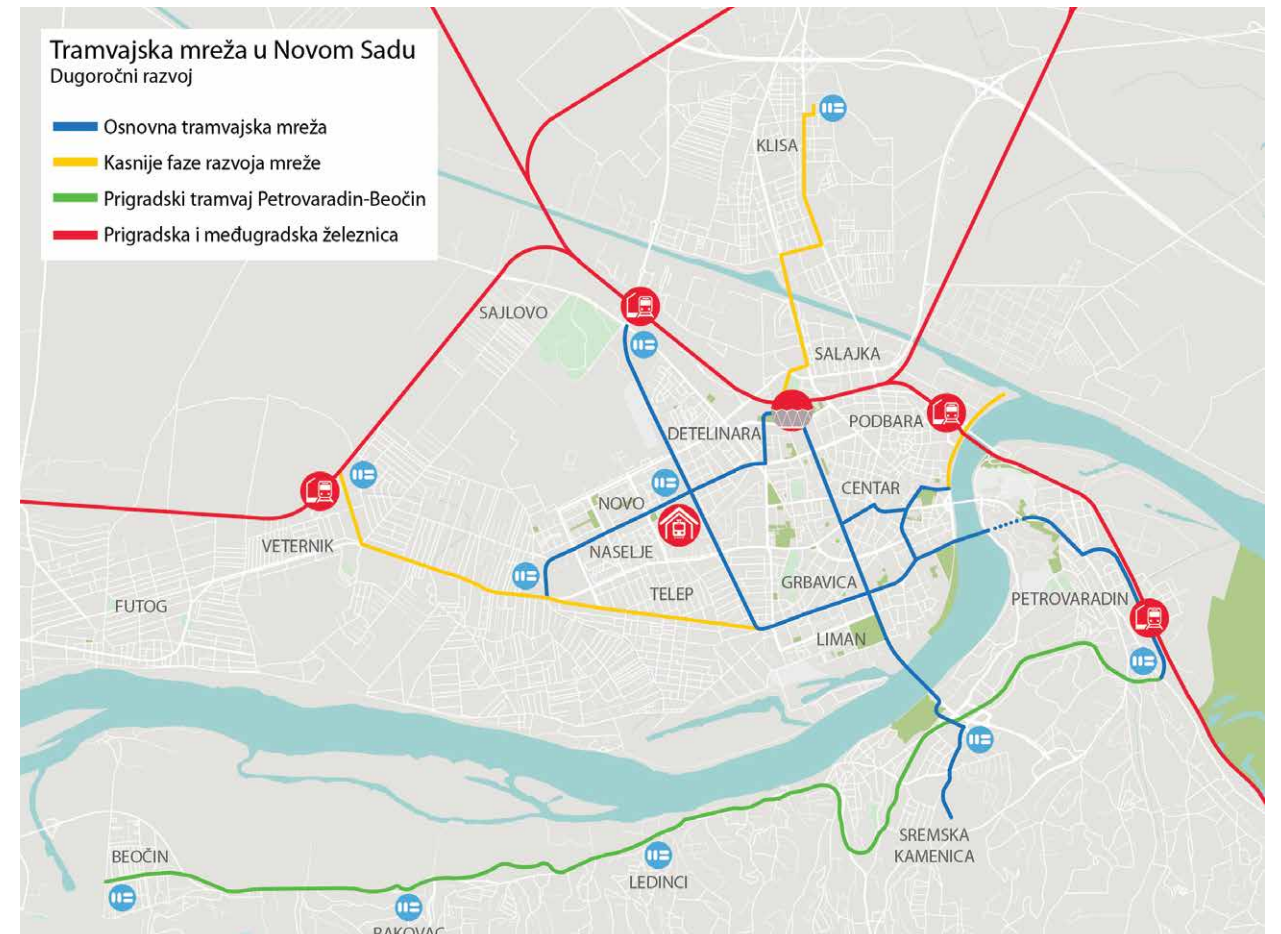 Tramvajska mreža u Novom Sadu
Dugoročni razvoj
Osnovna tramvajska mreža
Kasnije faze razvoja mreže
Prigradski tramvaj Petrovaradin-Beočin
Prigradska i međugradska železnica
KLISA
SAJLOVO
SALAJKA
DETELINARA
PODBARA
CENTAR
NOVO
NASELJE
VETERNIK
FUTOG
TELEP
GRBAVICA
LIMAN
PETROVARADIN
SREMSKA
KAMENICA
BEOČIN
LEDINCI
RAKOVAC